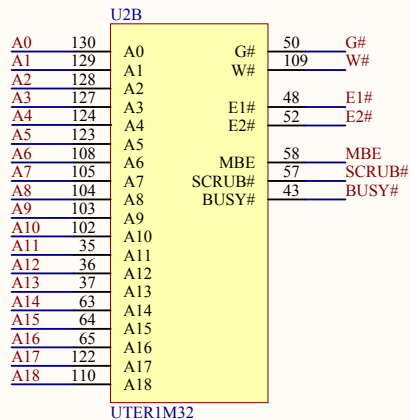 U2B
A0 130 A0 G# 50 G#
A1 129 A1 W# 109 W#
A2 128 A2
A3 127 A3 E1# 48 E1#
A4 124 A4 E2# 52 E2#
A5 123 A5
A6 108 A6 MBE 58 MBE
A7 105 A7 SCRUB# 57 SCRUB#
A8 104 A8 BUSY# 43 BUSY#
A9 103 A9
A10 102 A10
A11 35 A11
A12 36 A12
A13 37 A13
A14 63 A14
A15 64 A15
A16 65 A16
A17 122 A17
A18 110 A18
UTER1M32